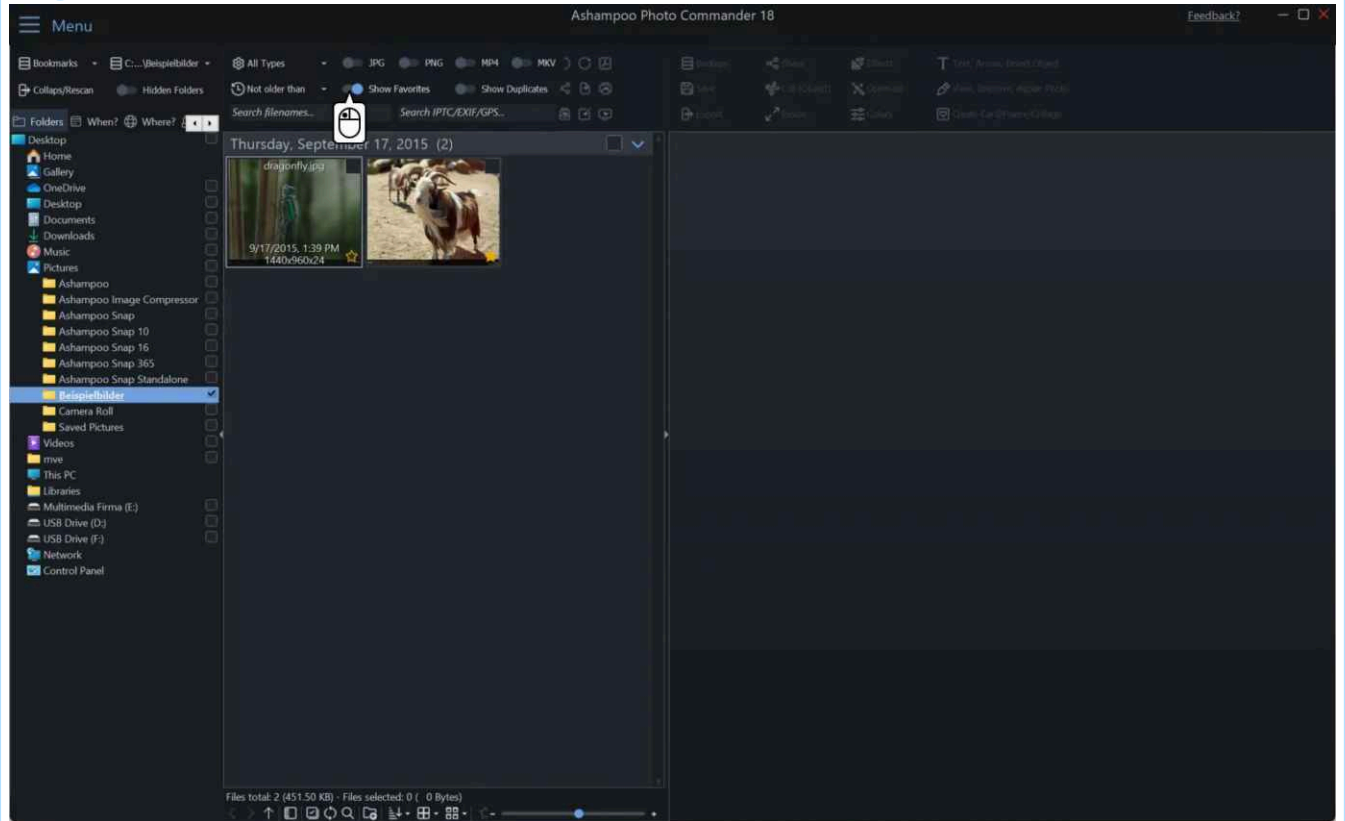 Ashampoo Photo Commander 18
Feedback?
Menu
Bookmarks
C:...\Beispielbilder
All Types
JPG
PNG
MP4
MKV
Collaps/Rescan
Hidden Folders
Not older than
Show Favorites
Show Duplicates
Search filenames..
Search IPTC/EXIF/GPS..
Save
Export
Effects
Colors
Folders
When?
Where?
Thursday, September 17, 2015 (2)
dragonfly.jpg
9/17/2015, 1:39 PM
1440x960x24
Desktop
Home
Gallery
OneDrive
Desktop
Documents
Downloads
Music
Pictures
Ashampoo
Ashampoo Image Compressor
Ashampoo Snap
Ashampoo Snap 10
Ashampoo Snap 16
Ashampoo Snap 365
Ashampoo Snap Standalone
Beispielbilder
Camera Roll
Saved Pictures
Videos
mve
This PC
Libraries
Multimedia Firma (E:)
USB Drive (D:)
USB Drive (F:)
Network
Control Panel
Files total: 2 (451.50 KB) - Files selected: 0 ( 0 Bytes)